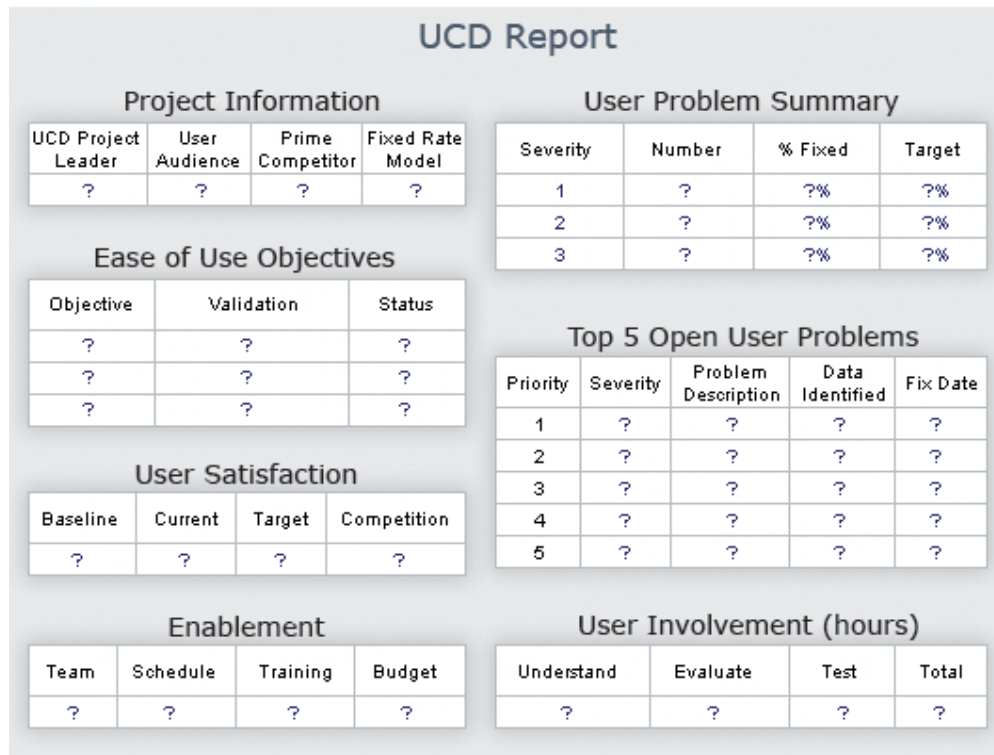 UCD Report
Project Information
UCD Project Leader User Audience Prime Competitor Fixed Rate Model
? ? ? ?
Ease of Use Objectives
Objective Validation Status
? ? ?
? ? ?
? ? ?
User Satisfaction
Baseline Current Target Competition
? ? ? ?
Enablement
Team Schedule Training Budget
? ? ? ?
User Problem Summary
Severity Number % Fixed Target
1 ? ?% ?%
2 ? ?% ?%
3 ? ?% ?%
Top 5 Open User Problems
Priority Severity Problem Description Data Identified Fix Date
1 ? ? ? ?
2 ? ? ? ?
3 ? ? ? ?
4 ? ? ? ?
5 ? ? ? ?
User Involvement (hours)
Understand Evaluate Test Total
? ? ? ?